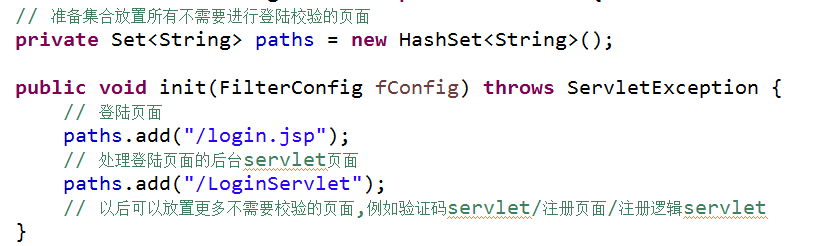 // 准备集合放置所有不需要进行登陆校验的页面
private Set<String> paths = new HashSet<String>();
public void init(FilterConfig fConfig) throws ServletException {
// 登陆页面
paths.add("/login.jsp");
// 处理登陆页面的后台servlet页面
paths.add("/LoginServlet");
// 以后可以放置更多不需要校验的页面,例如验证码servlet/注册页面/注册逻辑servlet
}